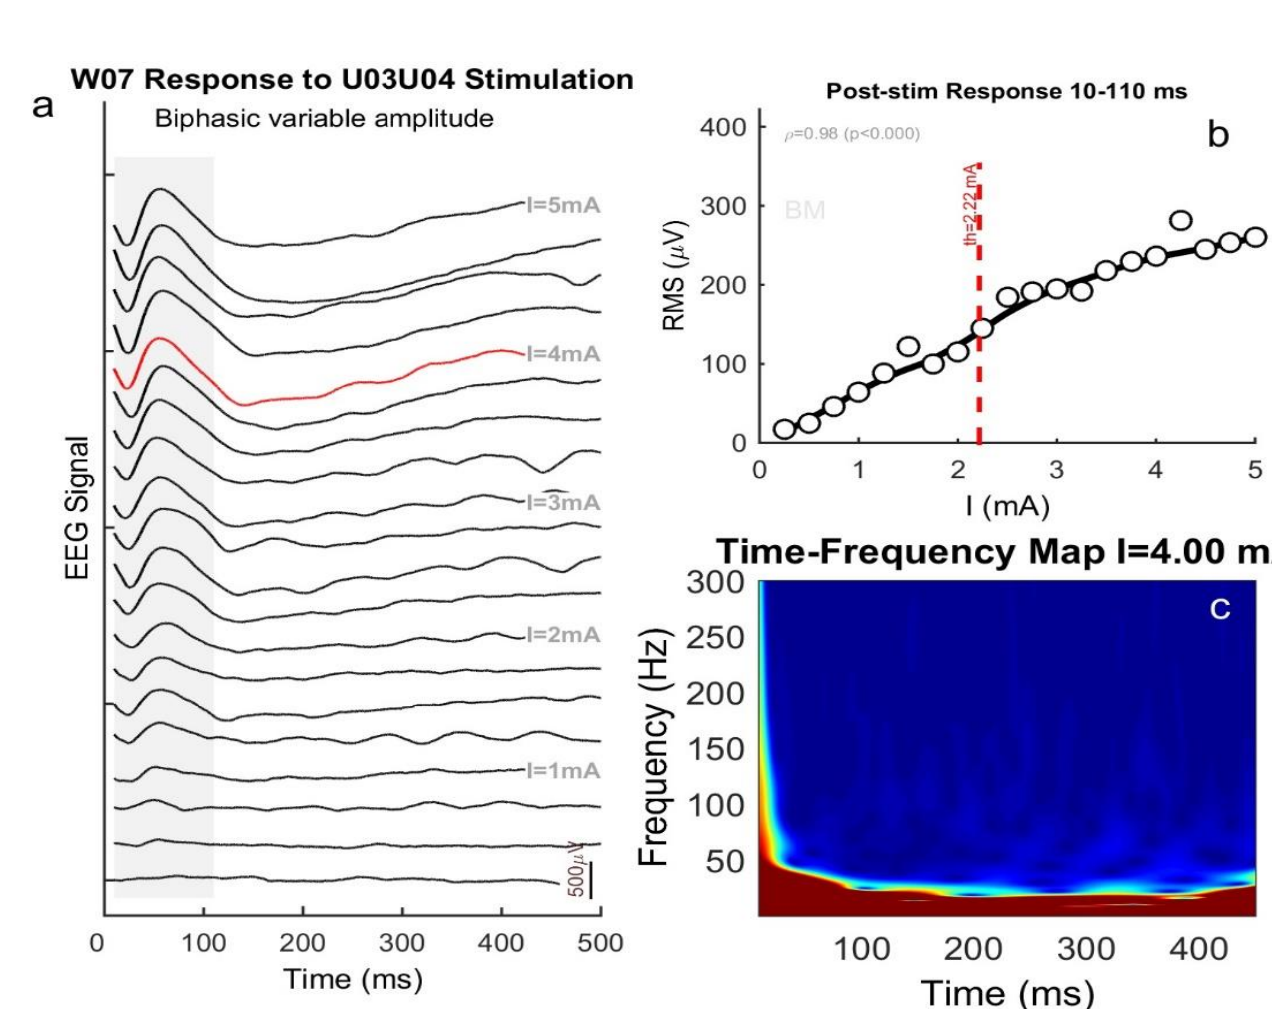 W07 Response to U03U04 Stimulation
a
Biphasic variable amplitude
I=5mA
I=4mA
I=3mA
I=2mA
I=1mA
500μV
EEG Signal
0 100 200 300 400 500
Time (ms)
Post-stim Response 10-110 ms
b
ρ=0.98 (p<0.000)
BM
th=2.22 mA
400
300
200
100
0
RMS (μV)
0 1 2 3 4 5
I (mA)
Time-Frequency Map I=4.00 m
c
300
250
200
150
100
50
Frequency (Hz)
100 200 300 400
Time (ms)